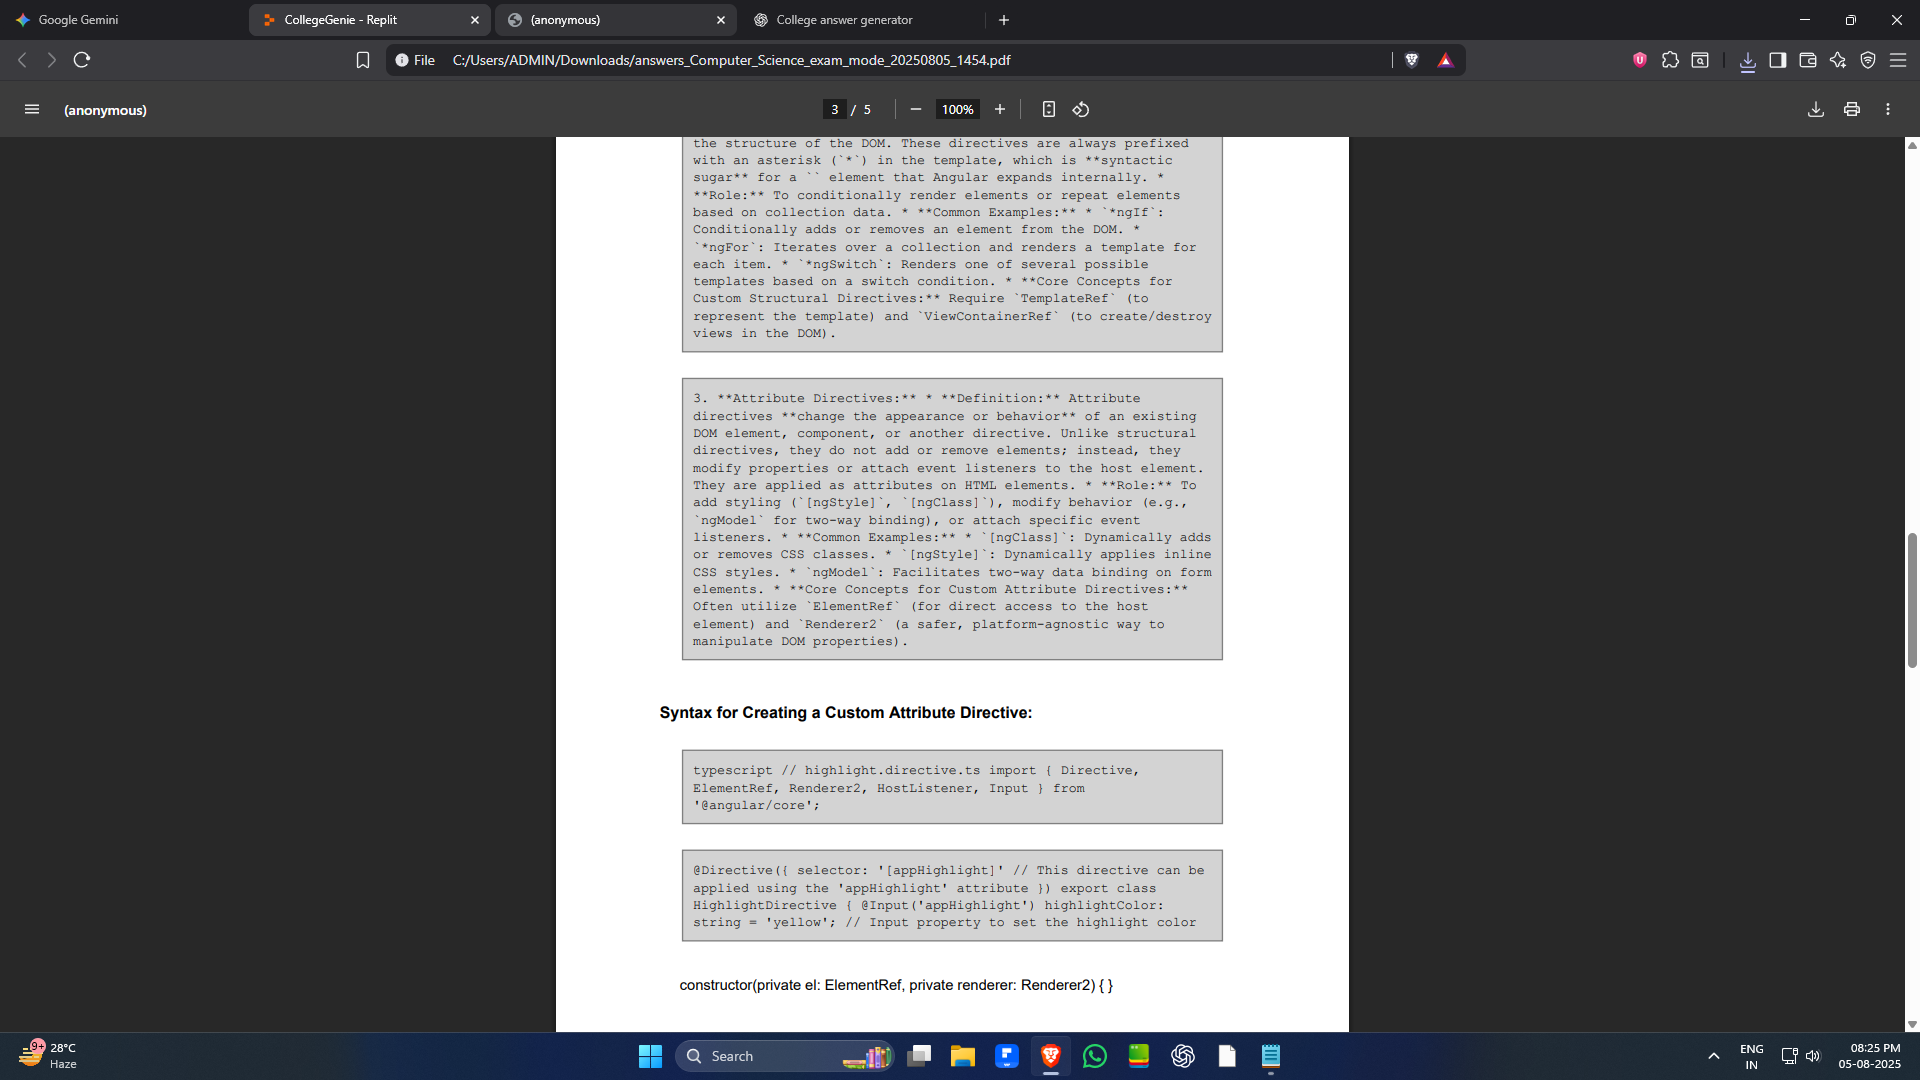 Google Gemini
CollegeGenie - Replit
(anonymous)
College answer generator
File C:/Users/ADMIN/Downloads/answers_Computer_Science_exam_mode_20250805_1454.pdf
(anonymous)
3 / 5
100%
the structure of the DOM. These directives are always prefixed
with an asterisk (`*`) in the template, which is **syntactic
sugar** for a `` element that Angular expands internally. *
**Role:** To conditionally render elements or repeat elements
based on collection data. * **Common Examples:** * `*ngIf`:
Conditionally adds or removes an element from the DOM. *
`*ngFor`: Iterates over a collection and renders a template for
each item. * `*ngSwitch`: Renders one of several possible
templates based on a switch condition. * **Core Concepts for
Custom Structural Directives:** Require `TemplateRef` (to
represent the template) and `ViewContainerRef` (to create/destroy
views in the DOM).
3. **Attribute Directives:** * **Definition:** Attribute
directives **change the appearance or behavior** of an existing
DOM element, component, or another directive. Unlike structural
directives, they do not add or remove elements; instead, they
modify properties or attach event listeners to the host element.
They are applied as attributes on HTML elements. * **Role:** To
add styling (`[ngStyle]`, `[ngClass]`), modify behavior (e.g.,
`ngModel` for two-way binding), or attach specific event
listeners. * **Common Examples:** * `[ngClass]`: Dynamically adds
or removes CSS classes. * `[ngStyle]`: Dynamically applies inline
CSS styles. * `ngModel`: Facilitates two-way data binding on form
elements. * **Core Concepts for Custom Attribute Directives:**
Often utilize `ElementRef` (for direct access to the host
element) and `Renderer2` (a safer, platform-agnostic way to
manipulate DOM properties).
Syntax for Creating a Custom Attribute Directive:
typescript // highlight.directive.ts import { Directive,
ElementRef, Renderer2, HostListener, Input } from
'@angular/core';
@Directive({ selector: '[appHighlight]' // This directive can be
applied using the 'appHighlight' attribute }) export class
HighlightDirective { @Input('appHighlight') highlightColor:
string = 'yellow'; // Input property to set the highlight color
constructor(private el: ElementRef, private renderer: Renderer2) { }
9+
28°C
Haze
Search
ENG
IN
08:25 PM
05-08-2025